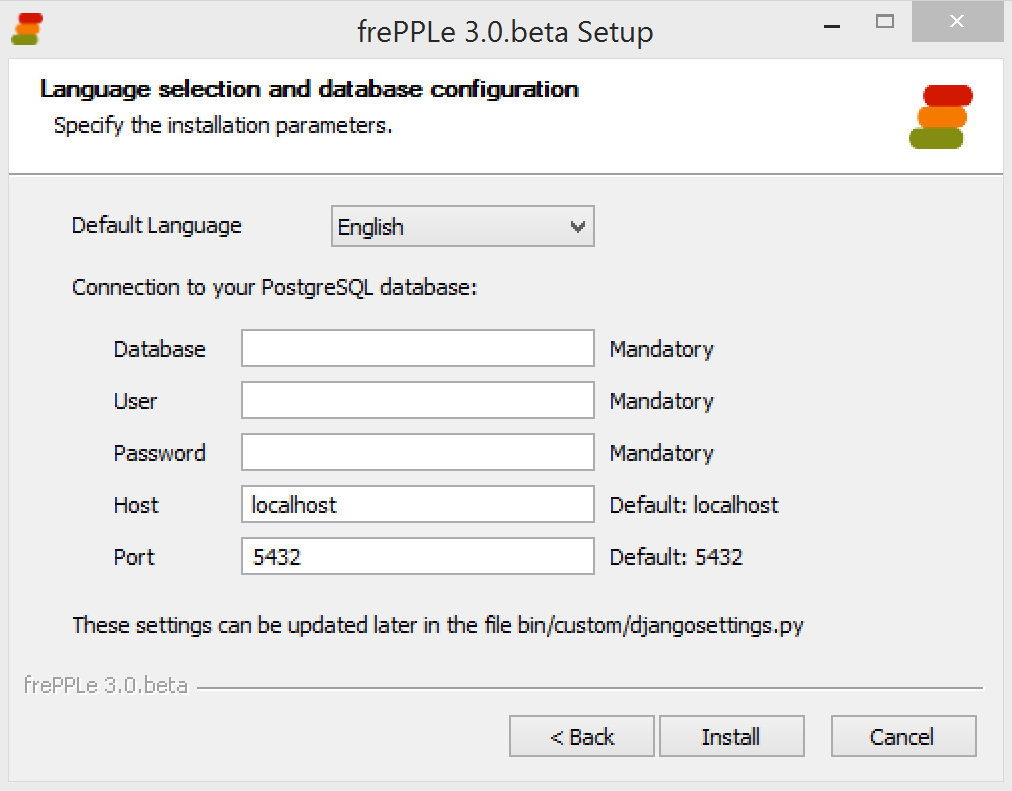 frePPLe 3.0.beta Setup
Language selection and database configuration
Specify the installation parameters.
Default Language English
Connection to your PostgreSQL database:
Database Mandatory
User Mandatory
Password Mandatory
Host localhost Default: localhost
Port 5432 Default: 5432
These settings can be updated later in the file bin/custom/djangosettings.py
frePPLe 3.0.beta
< Back Install Cancel